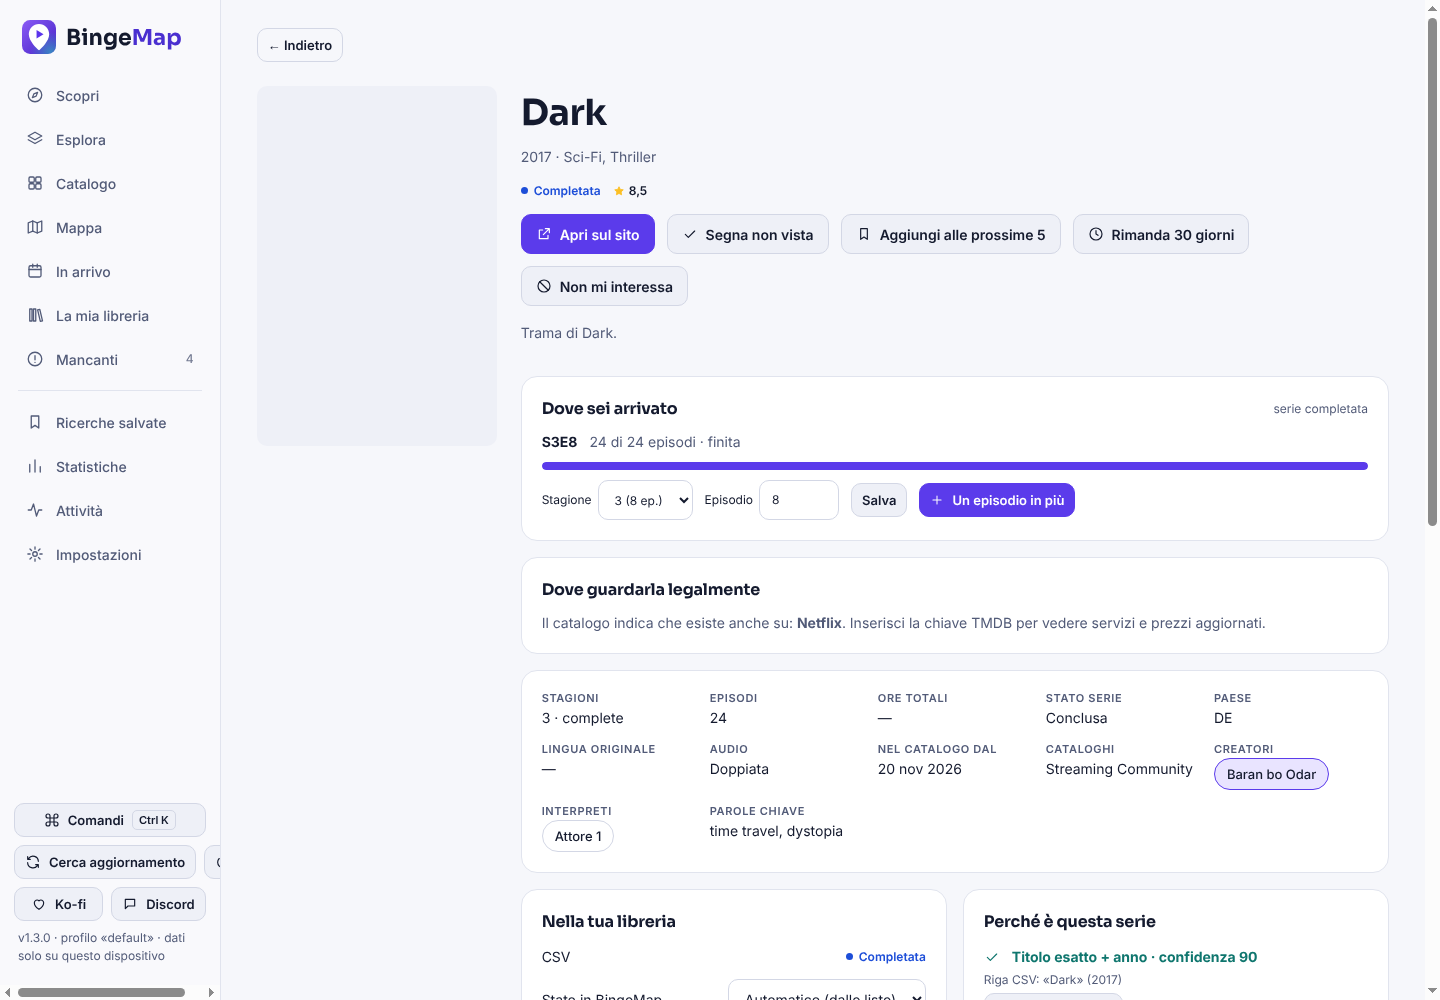 BingeMap
Scopri
Esplora
Catalogo
Mappa
In arrivo
La mia libreria
Mancanti 4
Ricerche salvate
Statistiche
Attività
Impostazioni
Comandi Ctrl K
Cerca aggiornamento
Ko-fi Discord
v1.3.0 · profilo «default» · dati
solo su questo dispositivo
← Indietro
Dark
2017 · Sci-Fi, Thriller
Completata 8,5
Apri sul sito Segna non vista Aggiungi alle prossime 5 Rimanda 30 giorni
Non mi interessa
Trama di Dark.
Dove sei arrivato serie completata
S3E8 24 di 24 episodi · finita
Stagione 3 (8 ep.) Episodio 8 Salva Un episodio in più
Dove guardarla legalmente
Il catalogo indica che esiste anche su: Netflix. Inserisci la chiave TMDB per vedere servizi e prezzi aggiornati.
STAGIONI EPISODI ORE TOTALI STATO SERIE PAESE
3 · complete 24 — Conclusa DE
LINGUA ORIGINALE AUDIO NEL CATALOGO DAL CATALOGHI CREATORI
— Doppiata 20 nov 2026 Streaming Community Baran bo Odar
INTERPRETI PAROLE CHIAVE
Attore 1 time travel, dystopia
Nella tua libreria
CSV Completata
Stato in BingeMap Automatico (dalle liste)
Perché è questa serie
Titolo esatto + anno · confidenza 90
Riga CSV: «Dark» (2017)